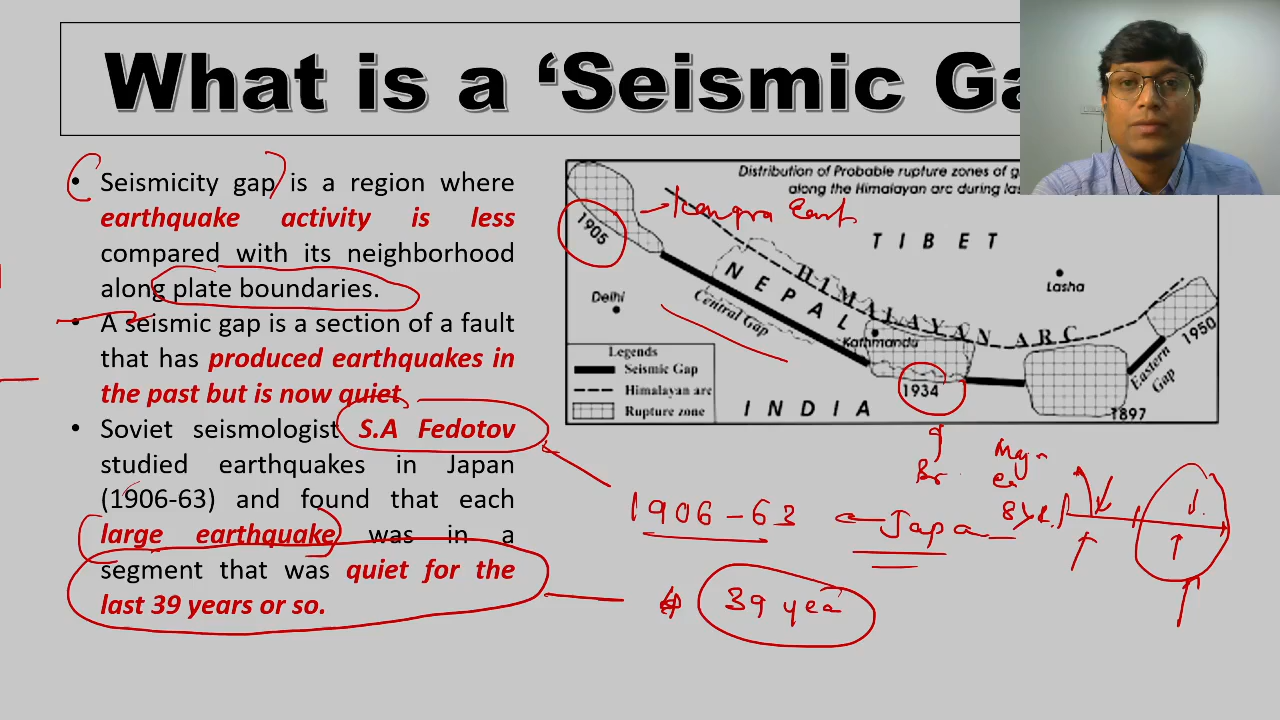 What is a ‘Seismic Ga
• Seismicity gap is a region where
earthquake activity is less
compared with its neighborhood
along plate boundaries.
• A seismic gap is a section of a fault
that has produced earthquakes in
the past but is now quiet.
• Soviet seismologist S.A Fedotov
studied earthquakes in Japan
(1906-63) and found that each
large earthquake was in a
segment that was quiet for the
last 39 years or so.
Distribution of Probable rupture zones of g
along the Himalayan arc during las
1905
Kangra Earth
TIBET
NEPAL
HIMALAYAN ARC
Lasha
Delhi
Central Gap
Kathmandu
1950
Eastern Gap
Legends
Seismic Gap
Himalayan arc
Rupture zone
INDIA
1934
1897
1906-63
Japa
39 yea